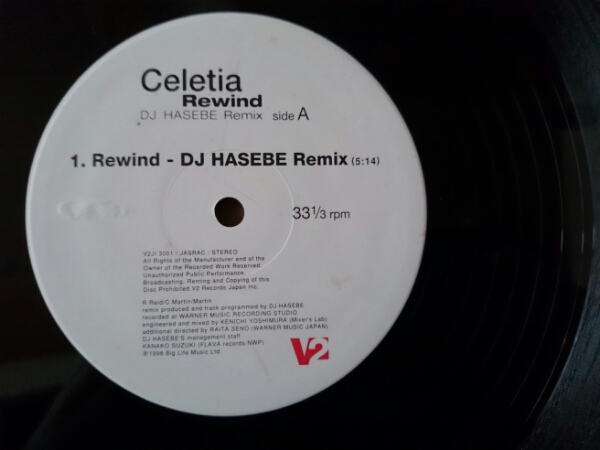 Celetia
Rewind
DJ HASEBE Remix side A
1. Rewind - DJ HASEBE Remix (5:14)
33 1/3 rpm
V2JI 3001 / JASRAC / STEREO
All Rights of the Manufacturer and of the
Owner of the Recorded Work Reserved.
Unauthorized Public Performance.
Broadcasting, Renting and Copying of this
Disc Prohibited.V2 Records Japan Inc.
R Reid/C Martin/Martin
remix produced and track programmed by DJ HASEBE
recorded at WARNER MUSIC RECORDING STUDIO
engineered and mixed by KENICHI YOSHIMURA (Mixer's Lab)
additional directed by RAITA SENO (WARNER MUSIC JAPAN)
DJ HASEBE'S management staff
KANAKO SUZUKI (FLAVA records/NWP)
℗1998 Big Life Music Ltd.
V2